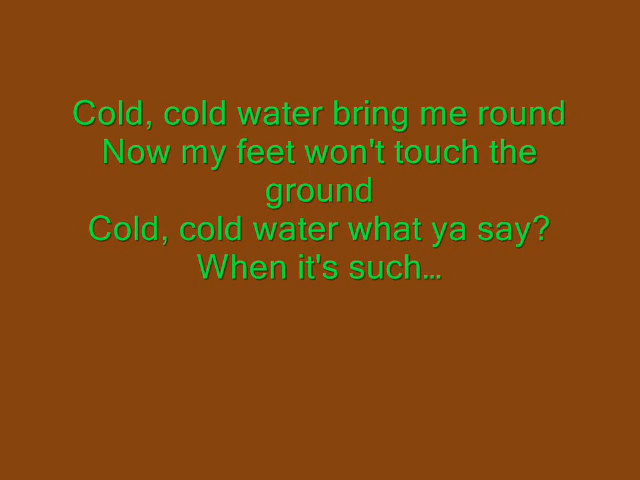 Cold, cold water bring me round
Now my feet won't touch the
ground
Cold, cold water what ya say?
When it's such…